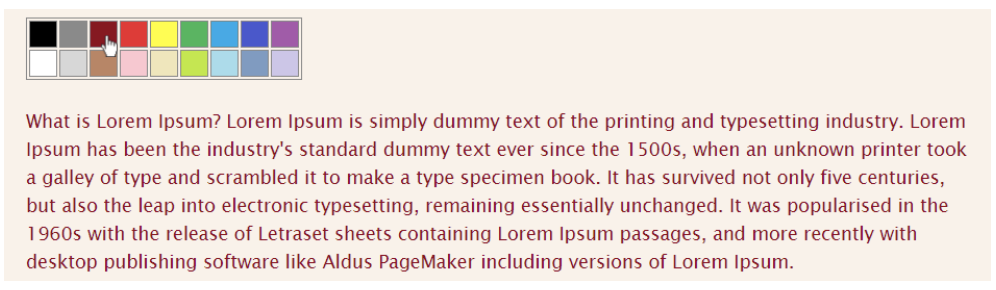 What is Lorem Ipsum? Lorem Ipsum is simply dummy text of the printing and typesetting industry. Lorem
Ipsum has been the industry's standard dummy text ever since the 1500s, when an unknown printer took
a galley of type and scrambled it to make a type specimen book. It has survived not only five centuries,
but also the leap into electronic typesetting, remaining essentially unchanged. It was popularised in the
1960s with the release of Letraset sheets containing Lorem Ipsum passages, and more recently with
desktop publishing software like Aldus PageMaker including versions of Lorem Ipsum.